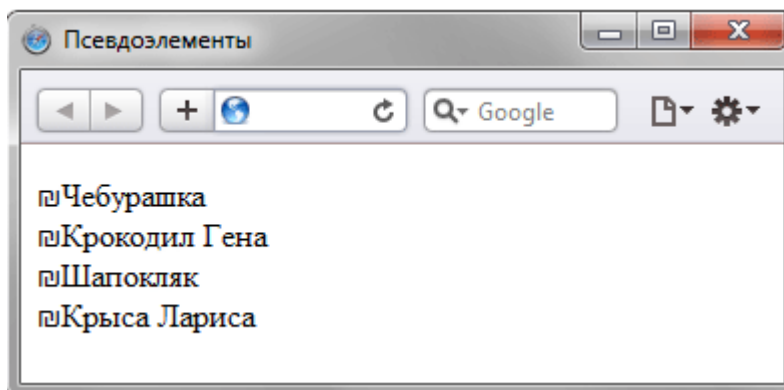 Псевдоэлементы
Google
₪Чебурашка
₪Крокодил Гена
₪Шапокляк
₪Крыса Лариса